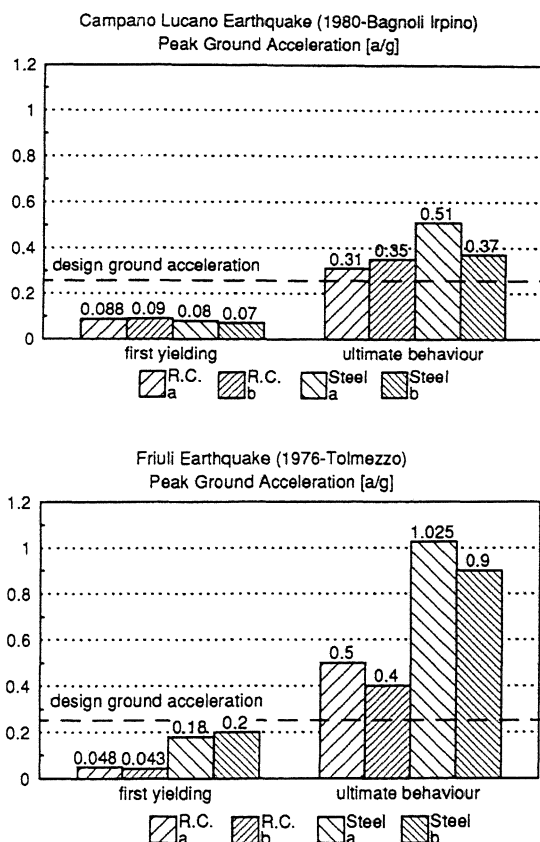 Campano Lucano Earthquake (1980-Bagnoli Irpino)
Peak Ground Acceleration [a/g]
1.2
1
0.8
0.6
0.4
0.2
0
design ground acceleration
0.088 0.09 0.08 0.07
0.31 0.35 0.51 0.37
first yielding ultimate behaviour
R.C. a R.C. b Steel a Steel b
Friuli Earthquake (1976-Tolmezzo)
Peak Ground Acceleration [a/g]
1.2
1
0.8
0.6
0.4
0.2
0
design ground acceleration
0.048 0.043 0.18 0.2
0.5 0.4 1.025 0.9
first yielding ultimate behaviour
R.C. a R.C. b Steel a Steel b